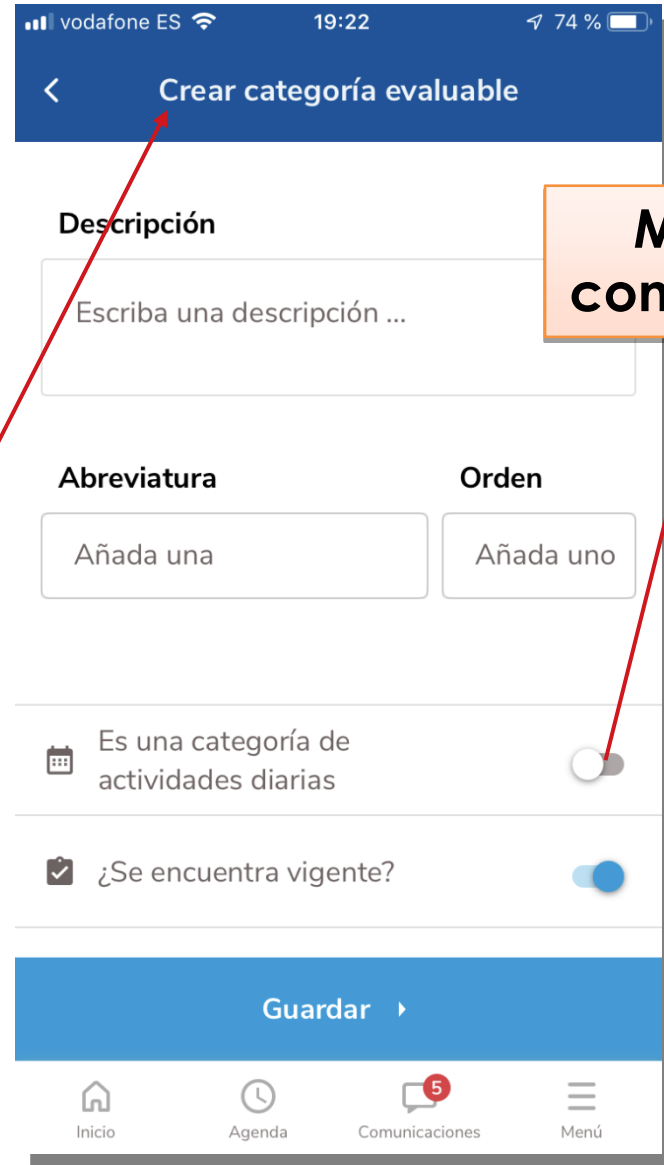 vodafone ES 19:22 74 %
Crear categoría evaluable
Descripción
Escriba una descripción ...
Abreviatura Orden
Añada una Añada uno
Es una categoría de
actividades diarias
¿Se encuentra vigente?
Guardar
5
Inicio Agenda Comunicaciones Menú